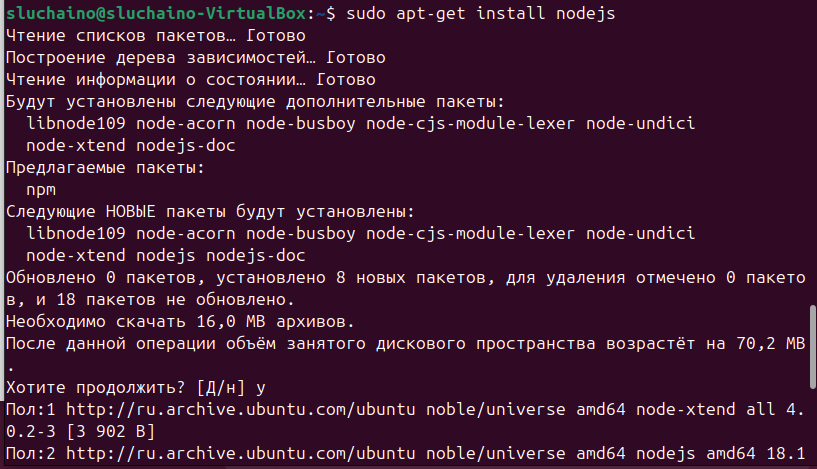 sluchaino@sluchaino-VirtualBox:~$ sudo apt-get install nodejs
Чтение списков пакетов… Готово
Построение дерева зависимостей… Готово
Чтение информации о состоянии… Готово
Будут установлены следующие дополнительные пакеты:
  libnode109 node-acorn node-busboy node-cjs-module-lexer node-undici
  node-xtend nodejs-doc
Предлагаемые пакеты:
  npm
Следующие НОВЫЕ пакеты будут установлены:
  libnode109 node-acorn node-busboy node-cjs-module-lexer node-undici
  node-xtend nodejs nodejs-doc
Обновлено 0 пакетов, установлено 8 новых пакетов, для удаления отмечено 0 пакето
в, и 18 пакетов не обновлено.
Необходимо скачать 16,0 MB архивов.
После данной операции объём занятого дискового пространства возрастёт на 70,2 MB
.
Хотите продолжить? [Д/н] y
Пол:1 http://ru.archive.ubuntu.com/ubuntu noble/universe amd64 node-xtend all 4.
0.2-3 [3 902 B]
Пол:2 http://ru.archive.ubuntu.com/ubuntu noble/universe amd64 nodejs amd64 18.1